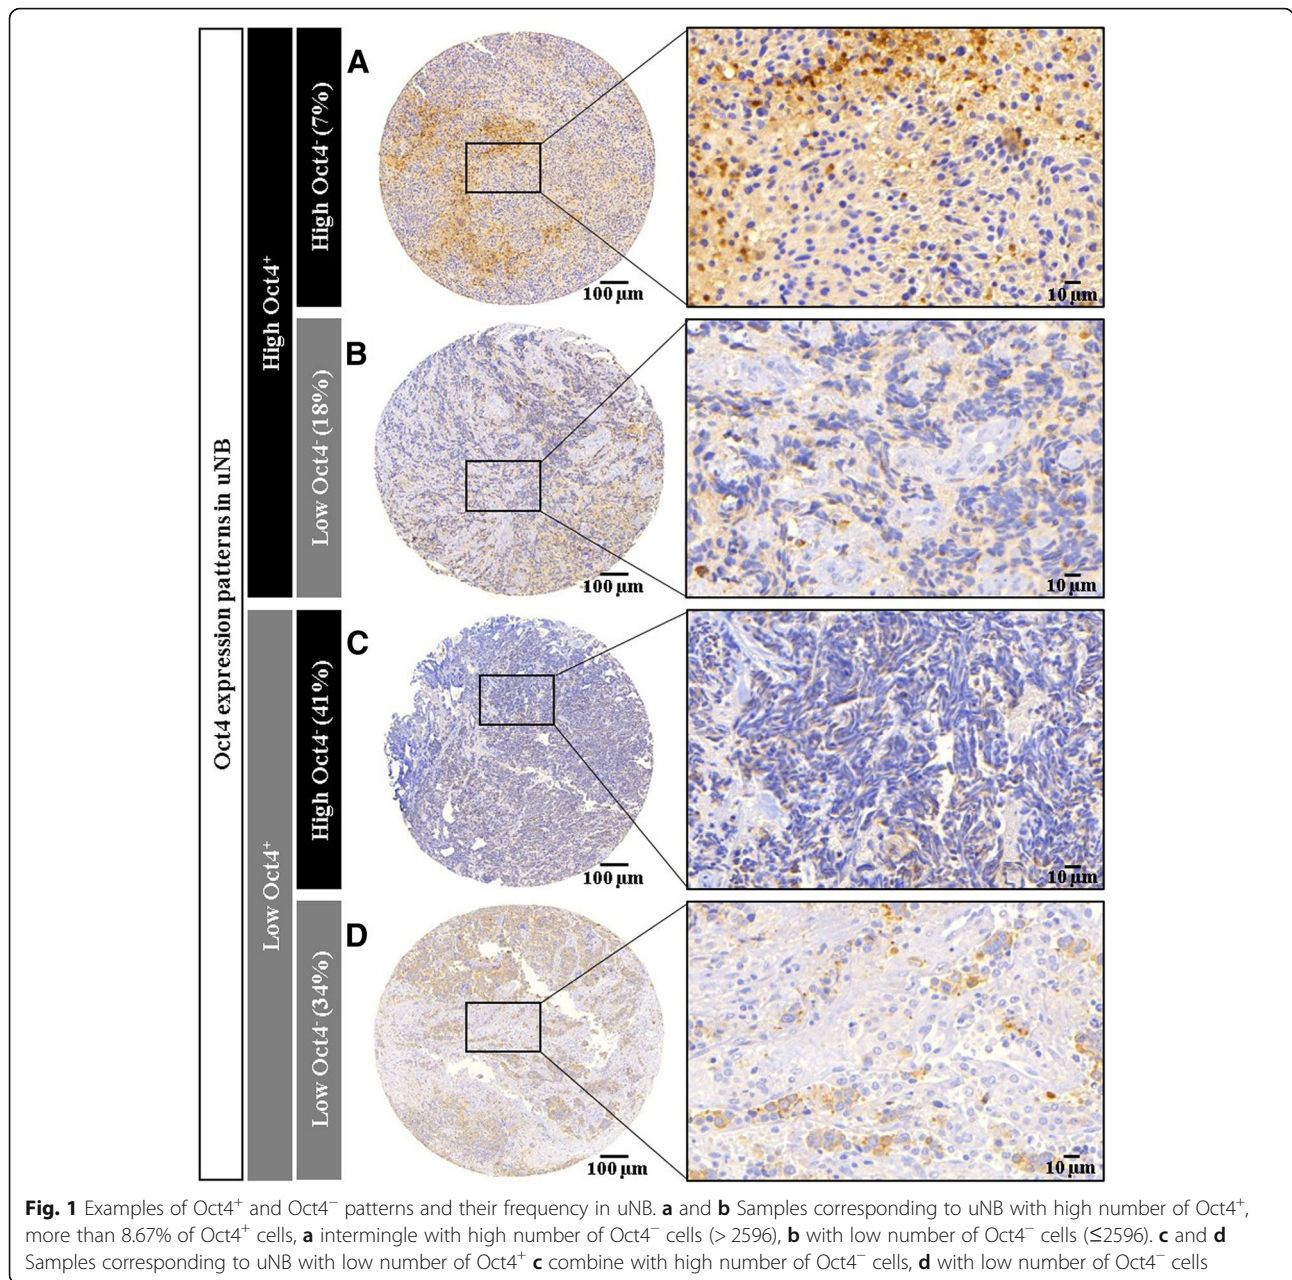 Oct4 expression patterns in uNB
High Oct4⁺
High Oct4⁻ (7%)
A
100 µm
10 µm
Low Oct4⁻ (18%)
B
100 µm
10 µm
Low Oct4⁺
High Oct4⁻ (41%)
C
100 µm
10 µm
Low Oct4⁻ (34%)
D
100 µm
10 µm
Fig. 1 Examples of Oct4⁺ and Oct4⁻ patterns and their frequency in uNB. a and b Samples corresponding to uNB with high number of Oct4⁺,
more than 8.67% of Oct4⁺ cells, a intermingle with high number of Oct4⁻ cells (> 2596), b with low number of Oct4⁻ cells (≤2596). c and d
Samples corresponding to uNB with low number of Oct4⁺ c combine with high number of Oct4⁻ cells, d with low number of Oct4⁻ cells